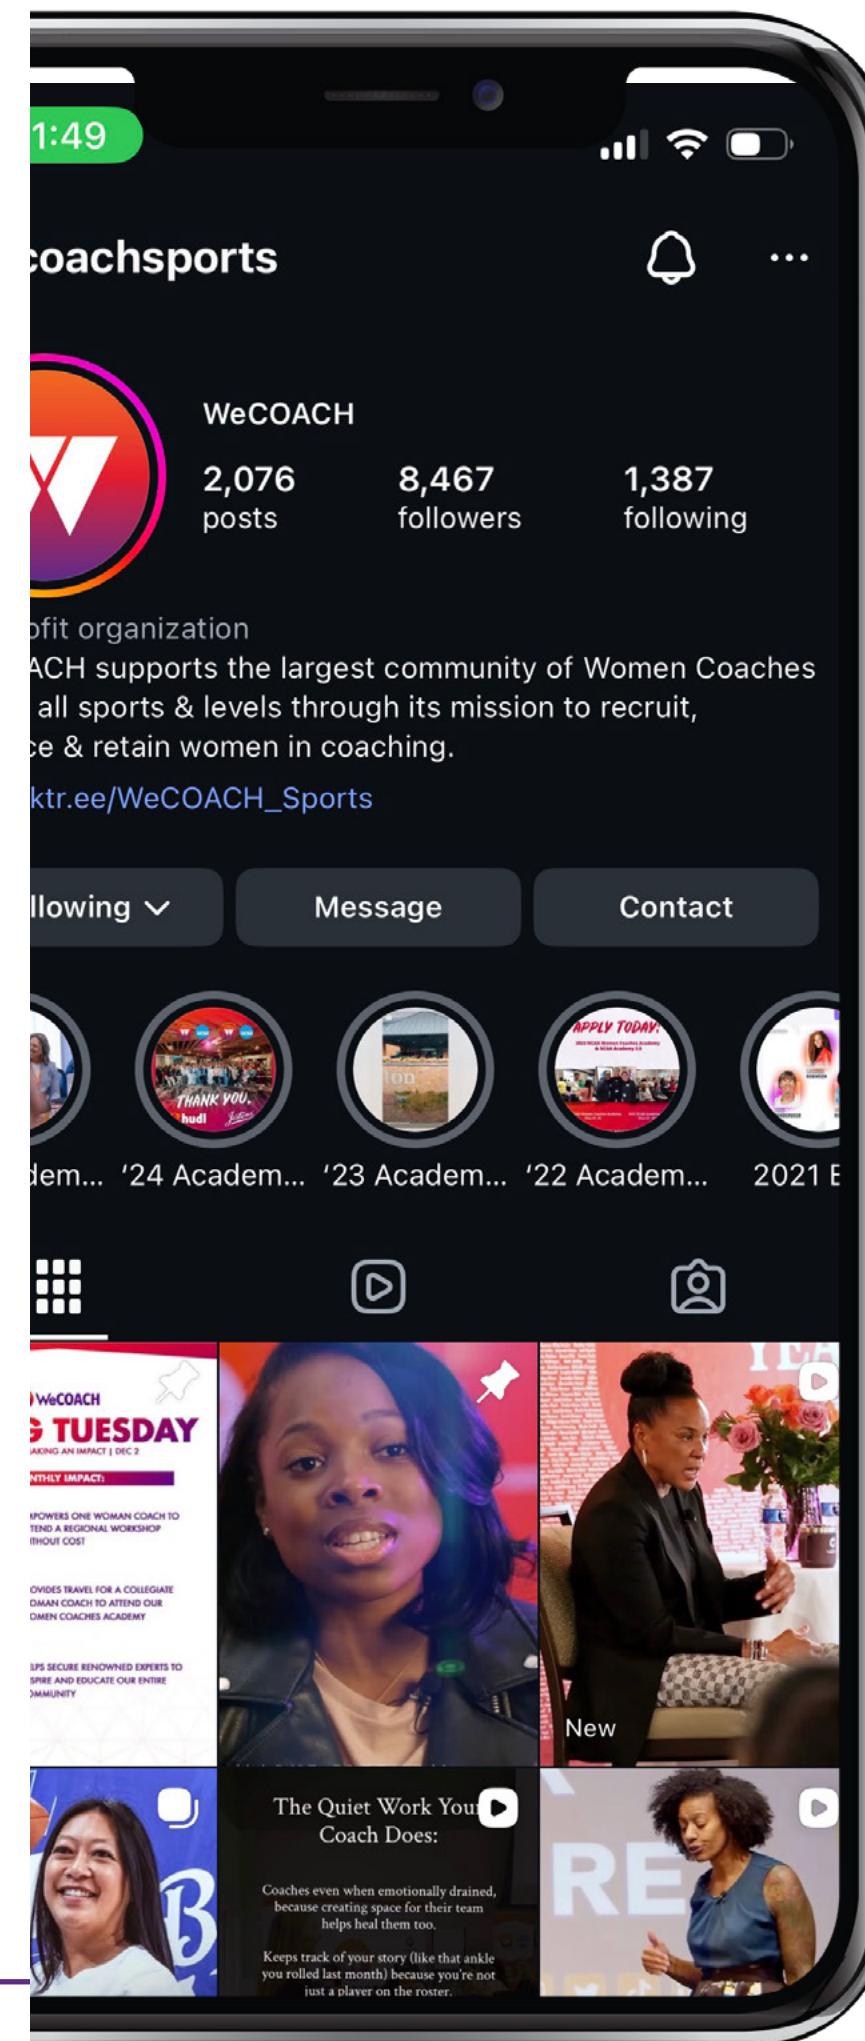 1:49
coachsports
WeCOACH
2,076 8,467 1,387
posts followers following
ofit organization
ACH supports the largest community of Women Coaches
all sports & levels through its mission to recruit,
ce & retain women in coaching.
ktr.ee/WeCOACH_Sports
llowing Message Contact
APPLY TODAY!
THANK YOU.
hudl
ton
dem... '24 Academ... '23 Academ... '22 Academ... 2021 E
WeCOACH
G TUESDAY
AKING AN IMPACT | DEC 2
NTHLY IMPACT:
MPOWERS ONE WOMAN COACH TO
TEND A REGIONAL WORKSHOP
ITHOUT COST
OVIDES TRAVEL FOR A COLLEGIATE
OMAN COACH TO ATTEND OUR
OMEN COACHES ACADEMY
LPS SECURE RENOWNED EXPERTS TO
SPIRE AND EDUCATE OUR ENTIRE
OMMUNITY
YEA
New
The Quiet Work Your
Coach Does:
Coaches even when emotionally drained,
because creating space for their team
helps heal them too.
Keeps track of your story (like that ankle
you rolled last month) because you're not
just a player on the roster.
B
RE